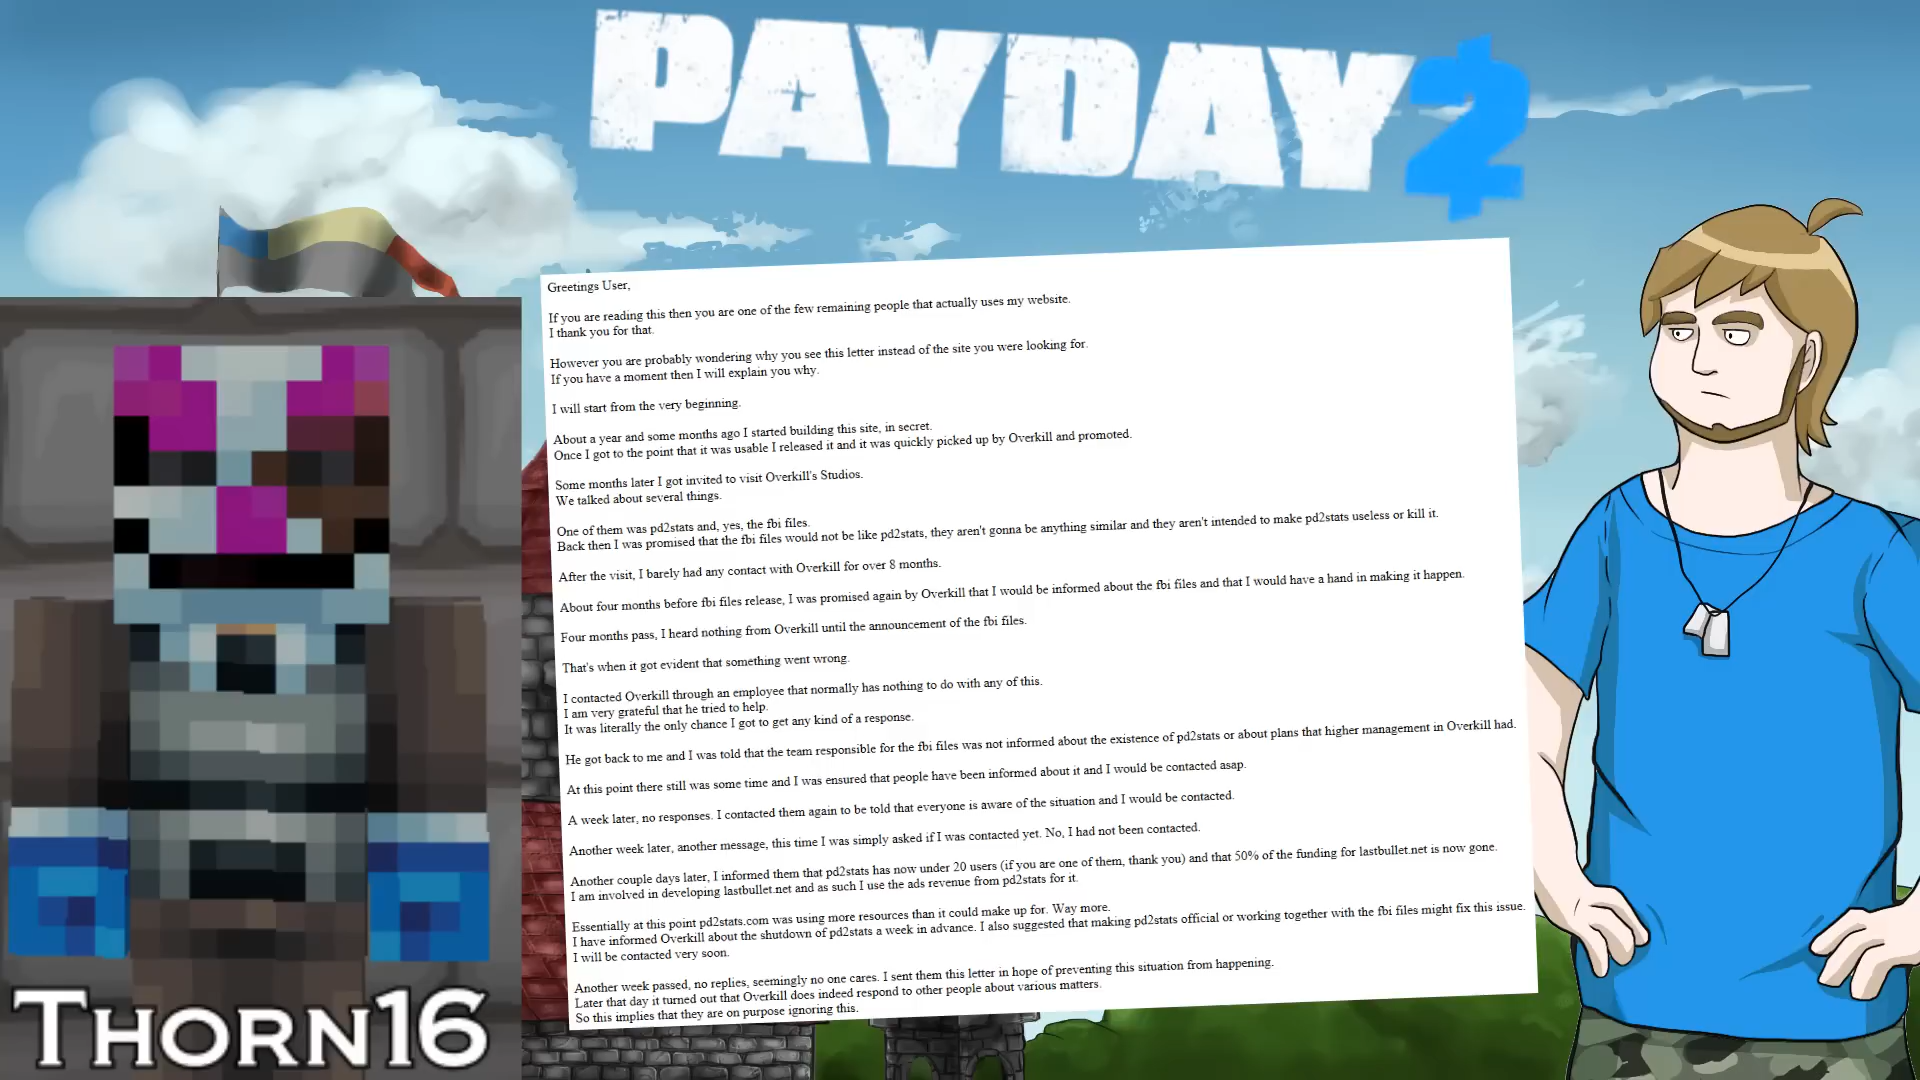 PAYDAY 2
Greetings User,
If you are reading this then you are one of the few remaining people that actually uses my website.
I thank you for that.
However you are probably wondering why you see this letter instead of the site you were looking for.
If you have a moment then I will explain you why.
I will start from the very beginning.
About a year and some months ago I started building this site, in secret.
Once I got to the point that it was usable I released it and it was quickly picked up by Overkill and promoted.
Some months later I got invited to visit Overkill's Studios.
We talked about several things.
One of them was pd2stats and, yes, the fbi files.
Back then I was promised that the fbi files would not be like pd2stats, they aren't gonna be anything similar and they aren't intended to make pd2stats useless or kill it.
After the visit, I barely had any contact with Overkill for over 8 months.
About four months before fbi files release, I was promised again by Overkill that I would be informed about the fbi files and that I would have a hand in making it happen.
Four months pass, I heard nothing from Overkill until the announcement of the fbi files.
That's when it got evident that something went wrong.
I contacted Overkill through an employee that normally has nothing to do with any of this.
I am very grateful that he tried to help.
It was literally the only chance I got to get any kind of a response.
He got back to me and I was told that the team responsible for the fbi files was not informed about the existence of pd2stats or about plans that higher management in Overkill had.
At this point there still was some time and I was ensured that people have been informed about it and I would be contacted asap.
A week later, no responses. I contacted them again to be told that everyone is aware of the situation and I would be contacted.
Another week later, another message, this time I was simply asked if I was contacted yet. No, I had not been contacted.
Another couple days later, I informed them that pd2stats has now under 20 users (if you are one of them, thank you) and that 50% of the funding for lastbullet.net is now gone.
I am involved in developing lastbullet.net and as such I use the ads revenue from pd2stats for it.
Essentially at this point pd2stats.com was using more resources than it could make up for. Way more.
I have informed Overkill about the shutdown of pd2stats a week in advance. I also suggested that making pd2stats official or working together with the fbi files might fix this issue.
I will be contacted very soon.
Another week passed, no replies, seemingly no one cares. I sent them this letter in hope of preventing this situation from happening.
Later that day it turned out that Overkill does indeed respond to other people about various matters.
So this implies that they are on purpose ignoring this.
THORN16